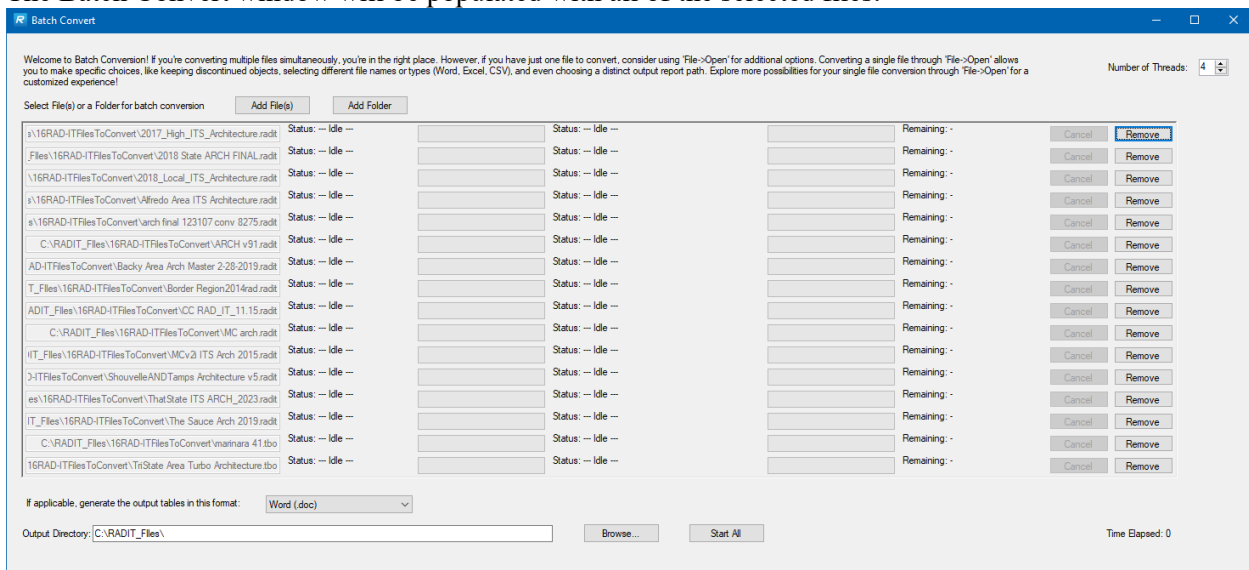 The Batch Convert window will be populated with all of the selected files.
Batch Convert
Welcome to Batch Conversion! If you're converting multiple files simultaneously, you're in the right place. However, if you have just one file to convert, consider using 'File->Open' for additional options. Converting a single file through 'File->Open' allows
you to make specific choices, like keeping discontinued objects, selecting different file names or types (Word, Excel, CSV), and even choosing a distinct output report path. Explore more possibilities for your single file conversion through 'File->Open' for a
customized experience!
Number of Threads: 4
Select File(s) or a Folder for batch conversion Add File(s) Add Folder
s\16RAD-ITFilesToConvert\2017_High_ITS_Architecture.radit Status: --- Idle --- Status: --- Idle --- Remaining: - Cancel Remove
_FIles\16RAD-ITFilesToConvert\2018 State ARCH FINAL.radit Status: --- Idle --- Status: --- Idle --- Remaining: - Cancel Remove
\16RAD-ITFilesToConvert\2018_Local_ITS_Architecture.radit Status: --- Idle --- Status: --- Idle --- Remaining: - Cancel Remove
s\16RAD-ITFilesToConvert\Alfredo Area ITS Architecture.radit Status: --- Idle --- Status: --- Idle --- Remaining: - Cancel Remove
s\16RAD-ITFilesToConvert\arch final 123107 conv 8275.radit Status: --- Idle --- Status: --- Idle --- Remaining: - Cancel Remove
C:\RADIT_FIles\16RAD-ITFilesToConvert\ARCH v91.radit Status: --- Idle --- Status: --- Idle --- Remaining: - Cancel Remove
AD-ITFilesToConvert\Backy Area Arch Master 2-28-2019.radit Status: --- Idle --- Status: --- Idle --- Remaining: - Cancel Remove
T_FIles\16RAD-ITFilesToConvert\Border Region2014rad.radit Status: --- Idle --- Status: --- Idle --- Remaining: - Cancel Remove
ADIT_FIles\16RAD-ITFilesToConvert\CC RAD_IT_11.15.radit Status: --- Idle --- Status: --- Idle --- Remaining: - Cancel Remove
C:\RADIT_FIles\16RAD-ITFilesToConvert\MC arch.radit Status: --- Idle --- Status: --- Idle --- Remaining: - Cancel Remove
IT_FIles\16RAD-ITFilesToConvert\MCv2i ITS Arch 2015.radit Status: --- Idle --- Status: --- Idle --- Remaining: - Cancel Remove
D-ITFilesToConvert\ShouvelleANDTamps Architecture v5.radit Status: --- Idle --- Status: --- Idle --- Remaining: - Cancel Remove
es\16RAD-ITFilesToConvert\ThatState ITS ARCH_2023.radit Status: --- Idle --- Status: --- Idle --- Remaining: - Cancel Remove
IT_FIles\16RAD-ITFilesToConvert\The Sauce Arch 2019.radit Status: --- Idle --- Status: --- Idle --- Remaining: - Cancel Remove
C:\RADIT_FIles\16RAD-ITFilesToConvert\marinara 41.tbo Status: --- Idle --- Status: --- Idle --- Remaining: - Cancel Remove
16RAD-ITFilesToConvert\TriState Area Turbo Architecture.tbo Status: --- Idle --- Status: --- Idle --- Remaining: - Cancel Remove
If applicable, generate the output tables in this format: Word (.doc)
Output Directory: C:\RADIT_FIles\ Browse... Start All Time Elapsed: 0